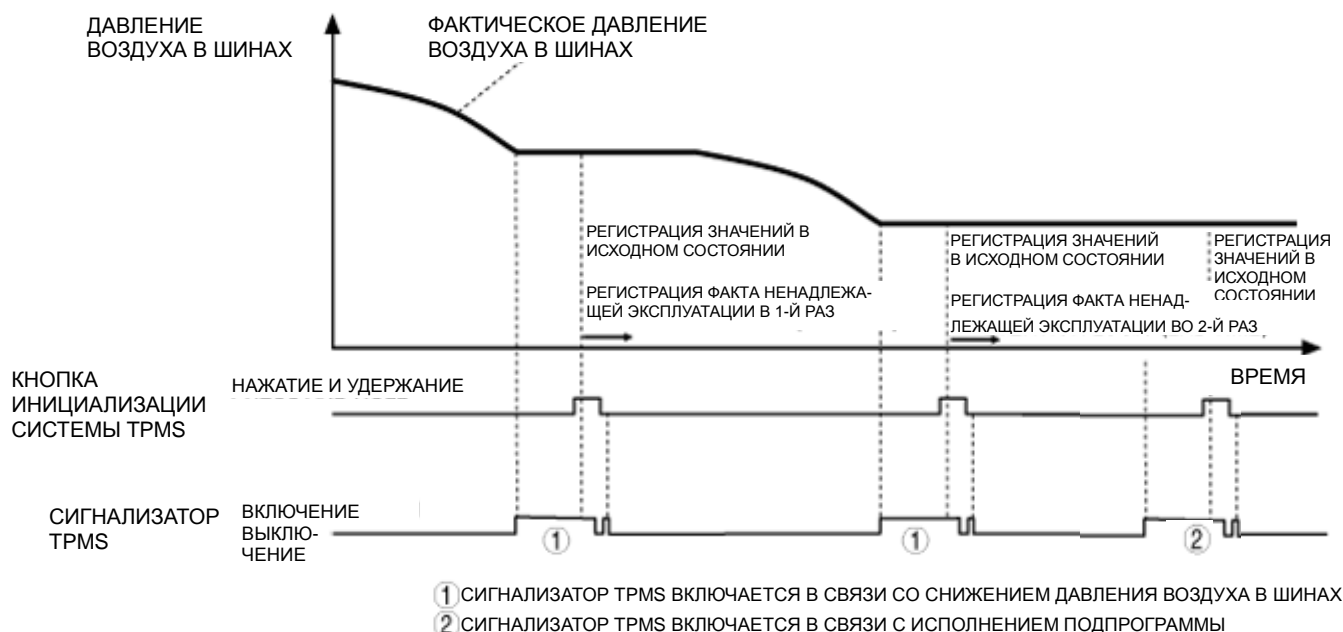 ДАВЛЕНИЕ
ВОЗДУХА В ШИНАХ
ФАКТИЧЕСКОЕ ДАВЛЕНИЕ
ВОЗДУХА В ШИНАХ
РЕГИСТРАЦИЯ ЗНАЧЕНИЙ В
ИСХОДНОМ СОСТОЯНИИ
РЕГИСТРАЦИЯ ФАКТА НЕНАДЛЕЖА-
ЩЕЙ ЭКСПЛУАТАЦИИ В 1-Й РАЗ
РЕГИСТРАЦИЯ ЗНАЧЕНИЙ
В ИСХОДНОМ СОСТОЯНИИ
РЕГИСТРАЦИЯ ФАКТА НЕНАД-
ЛЕЖАЩЕЙ ЭКСПЛУАТАЦИИ ВО 2-Й РАЗ
РЕГИСТРАЦИЯ
ЗНАЧЕНИЙ В
ИСХОДНОМ
СОСТОЯНИИ
ВРЕМЯ
КНОПКА
ИНИЦИАЛИЗАЦИИ
СИСТЕМЫ TPMS
НАЖАТИЕ И УДЕРЖАНИЕ
СИГНАЛИЗАТОР
TPMS
ВКЛЮЧЕНИЕ
ВЫКЛЮ-
ЧЕНИЕ
1
1
2
1 СИГНАЛИЗАТОР TPMS ВКЛЮЧАЕТСЯ В СВЯЗИ СО СНИЖЕНИЕМ ДАВЛЕНИЯ ВОЗДУХА В ШИНАХ
2 СИГНАЛИЗАТОР TPMS ВКЛЮЧАЕТСЯ В СВЯЗИ С ИСПОЛНЕНИЕМ ПОДПРОГРАММЫ